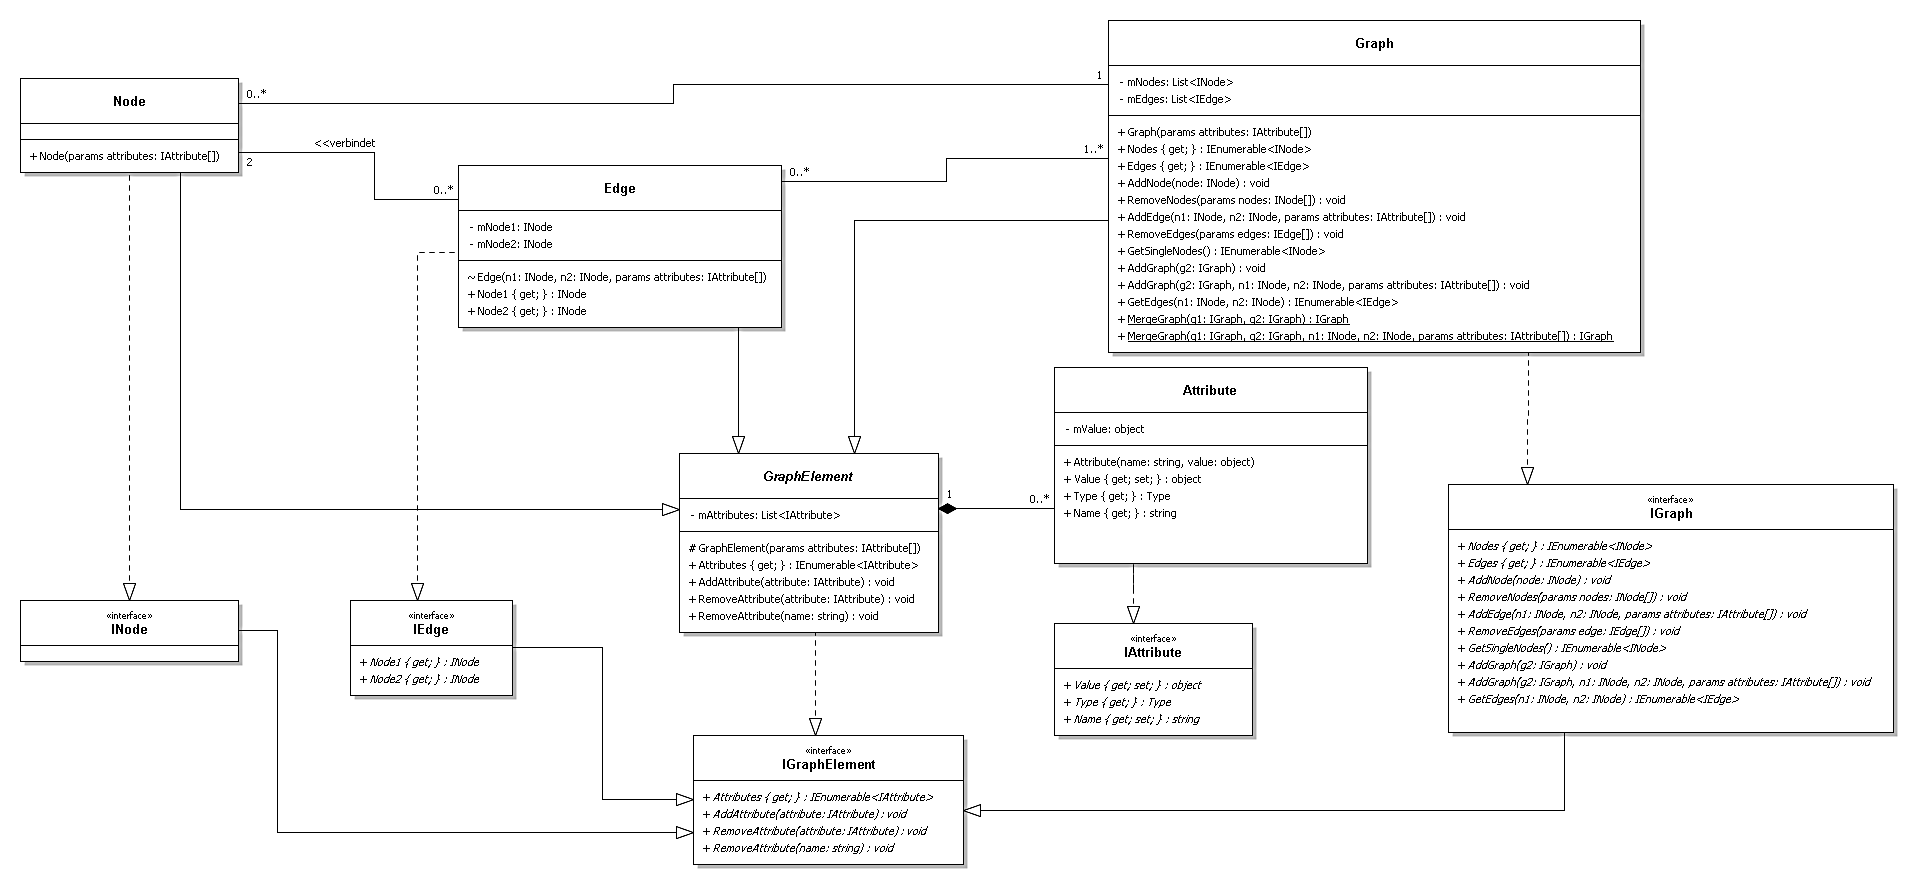 Graph
- mNodes: List<INode>
- mEdges: List<IEdge>
+ Graph(params attributes: IAttribute[])
+ Nodes { get; } : IEnumerable<INode>
+ Edges { get; } : IEnumerable<IEdge>
+ AddNode(node: INode) : void
+ RemoveNodes(params nodes: INode[]) : void
+ AddEdge(n1: INode, n2: INode, params attributes: IAttribute[]) : void
+ RemoveEdges(params edges: IEdge[]) : void
+ GetSingleNodes() : IEnumerable<INode>
+ AddGraph(g2: IGraph) : void
+ AddGraph(g2: IGraph, n1: INode, n2: INode, params attributes: IAttribute[]) : void
+ GetEdges(n1: INode, n2: INode) : IEnumerable<IEdge>
+ MergeGraph(g1: IGraph, g2: IGraph) : IGraph
+ MergeGraph(g1: IGraph, g2: IGraph, n1: INode, n2: INode, params attributes: IAttribute[]) : IGraph
1
0..*
Node
+ Node(params attributes: IAttribute[])
<<verbindet
2
0..*
1..*
0..*
Edge
- mNode1: INode
- mNode2: INode
~ Edge(n1: INode, n2: INode, params attributes: IAttribute[])
+ Node1 { get; } : INode
+ Node2 { get; } : INode
Attribute
- mValue: object
+ Attribute(name: string, value: object)
+ Value { get; set; } : object
+ Type { get; } : Type
+ Name { get; } : string
GraphElement
- mAttributes: List<IAttribute>
# GraphElement(params attributes: IAttribute[])
+ Attributes { get; } : IEnumerable<IAttribute>
+ AddAttribute(attribute: IAttribute) : void
+ RemoveAttribute(attribute: IAttribute) : void
+ RemoveAttribute(name: string) : void
1
0..*
«interface»
IGraph
+ Nodes { get; } : IEnumerable<INode>
+ Edges { get; } : IEnumerable<IEdge>
+ AddNode(node: INode) : void
+ RemoveNodes(params nodes: INode[]) : void
+ AddEdge(n1: INode, n2: INode, params attributes: IAttribute[]) : void
+ RemoveEdges(params edge: IEdge[]) : void
+ GetSingleNodes() : IEnumerable<INode>
+ AddGraph(g2: IGraph) : void
+ AddGraph(g2: IGraph, n1: INode, n2: INode, params attributes: IAttribute[]) : void
+ GetEdges(n1: INode, n2: INode) : IEnumerable<IEdge>
«interface»
INode
«interface»
IEdge
+ Node1 { get; } : INode
+ Node2 { get; } : INode
«interface»
IAttribute
+ Value { get; set; } : object
+ Type { get; } : Type
+ Name { get; set; } : string
«interface»
IGraphElement
+ Attributes { get; } : IEnumerable<IAttribute>
+ AddAttribute(attribute: IAttribute) : void
+ RemoveAttribute(attribute: IAttribute) : void
+ RemoveAttribute(name: string) : void